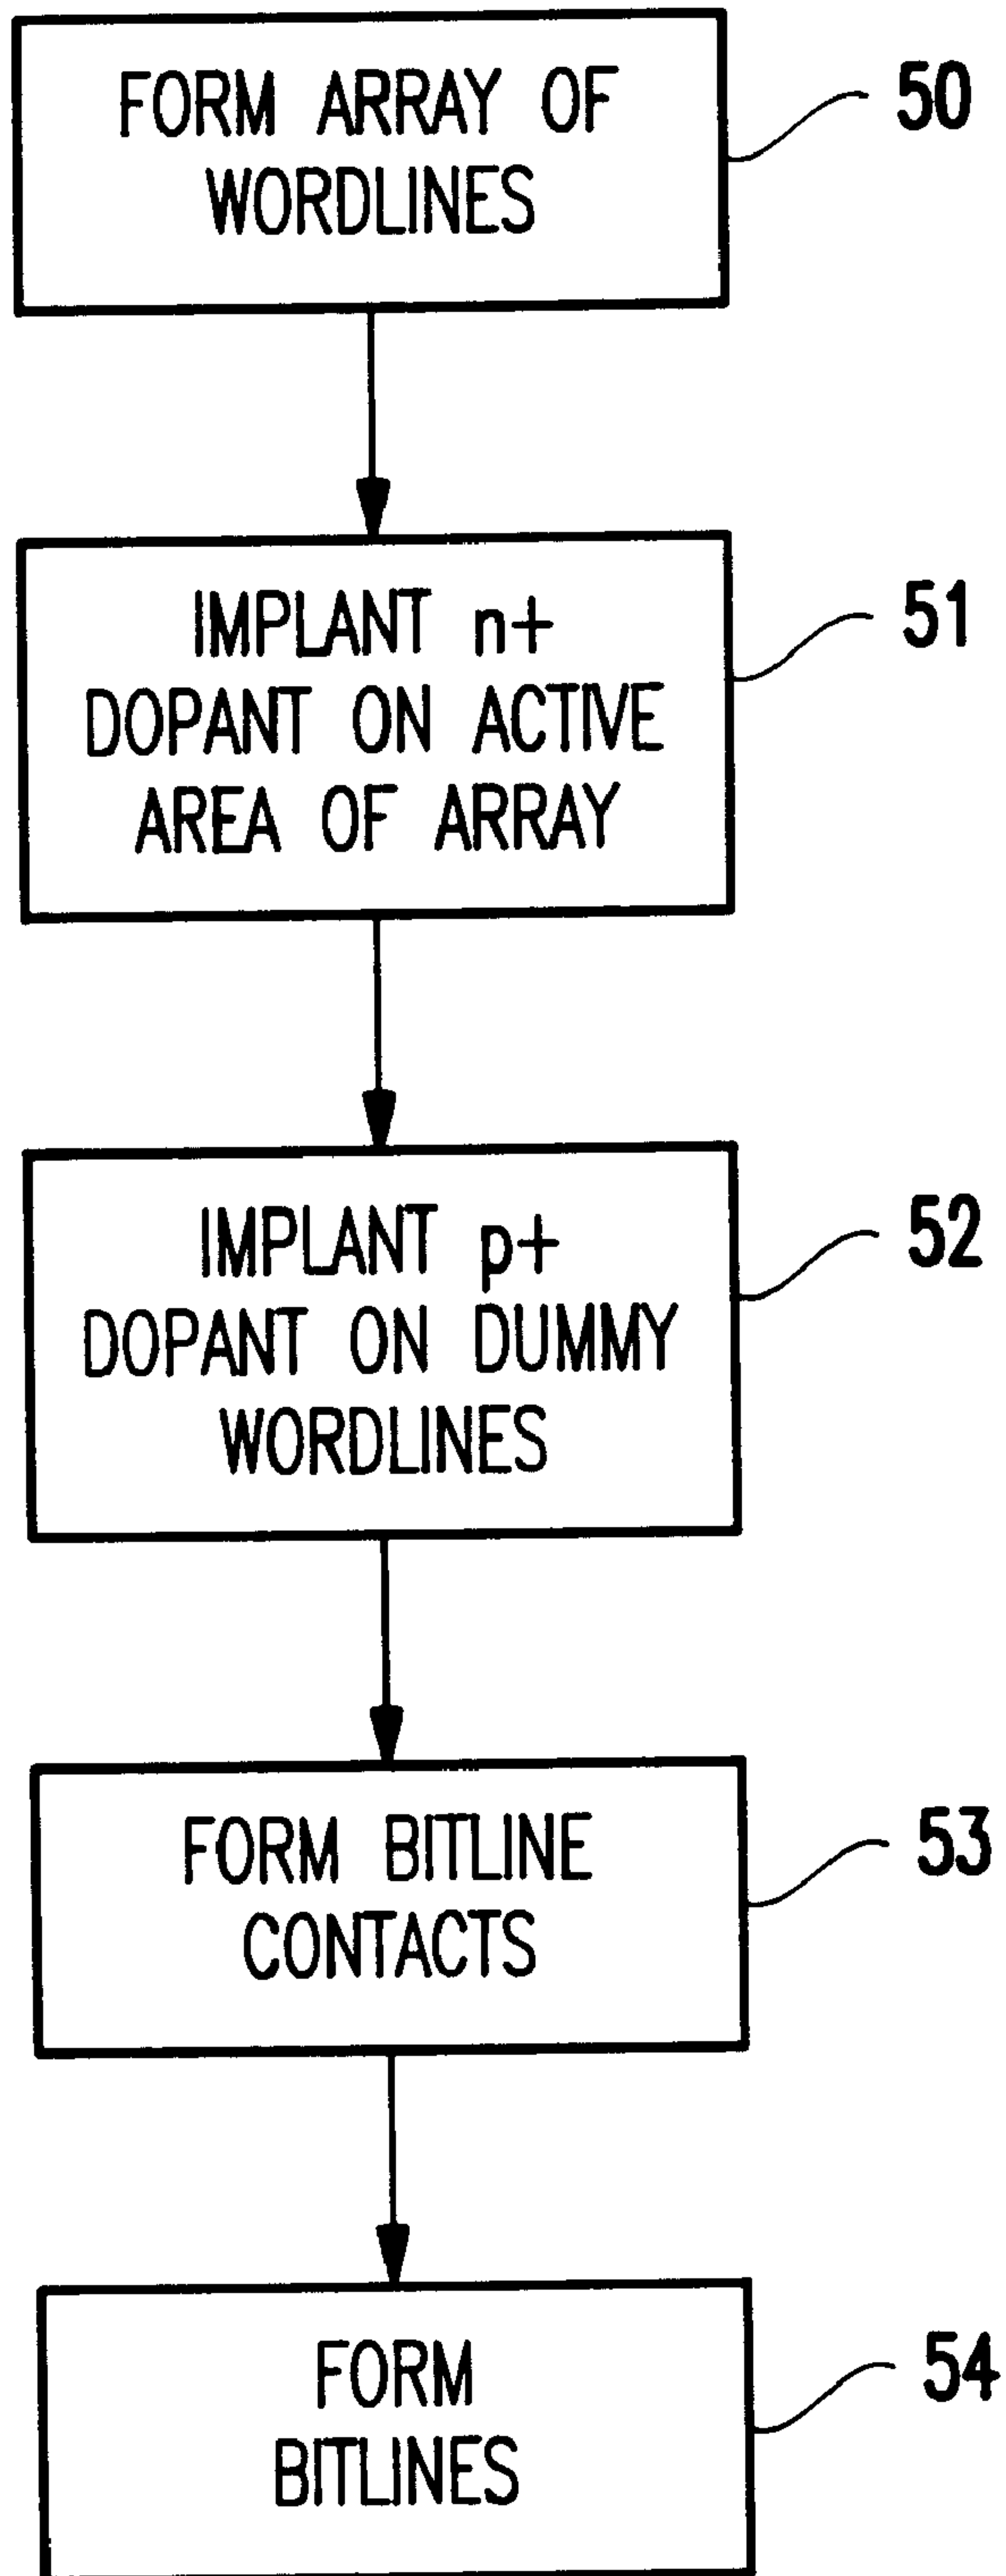 FORM ARRAY OF
WORDLINES
50
IMPLANT n+
DOPANT ON ACTIVE
AREA OF ARRAY
51
IMPLANT p+
DOPANT ON DUMMY
WORDLINES
52
FORM BITLINE
CONTACTS
53
FORM
BITLINES
54